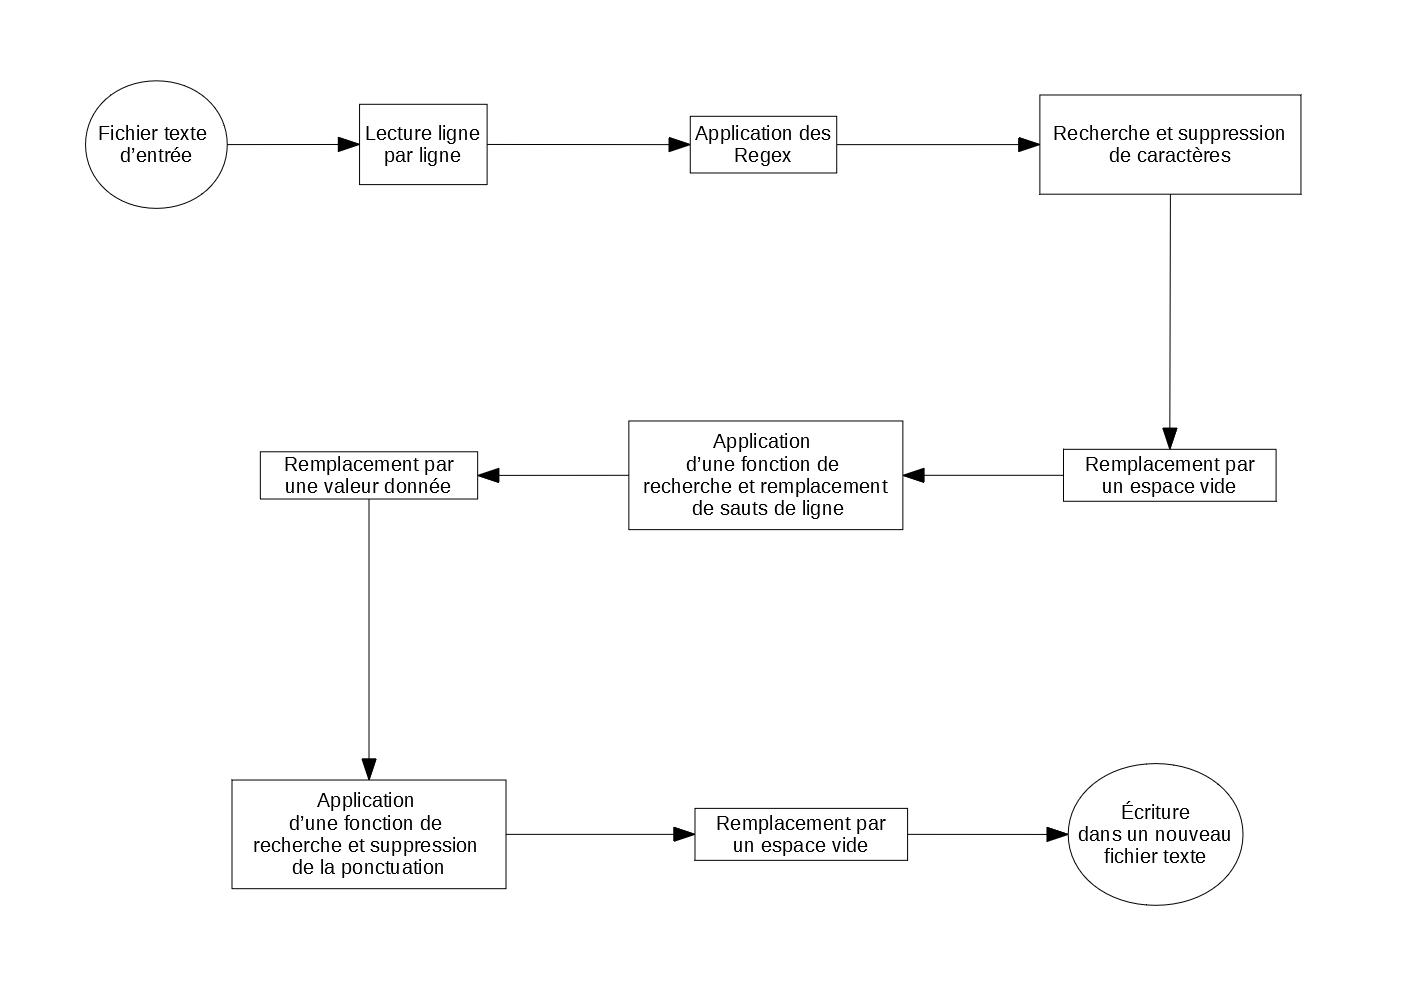 Fichier texte
d’entrée
Lecture ligne
par ligne
Application des
Regex
Recherche et suppression
de caractères
Remplacement par
un espace vide
Application
d’une fonction de
recherche et remplacement
de sauts de ligne
Remplacement par
une valeur donnée
Application
d’une fonction de
recherche et suppression
de la ponctuation
Remplacement par
un espace vide
Écriture
dans un nouveau
fichier texte